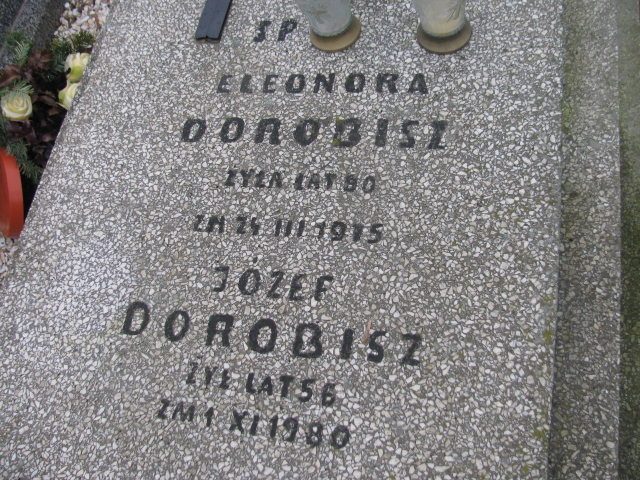 SP
ELEONORA
DOROBISZ
ŻYŁA LAT 80
ZM 24 III 1975
JÓZEF
DOROBISZ
ŻYŁ LAT 56
ZM 1 XI 1980